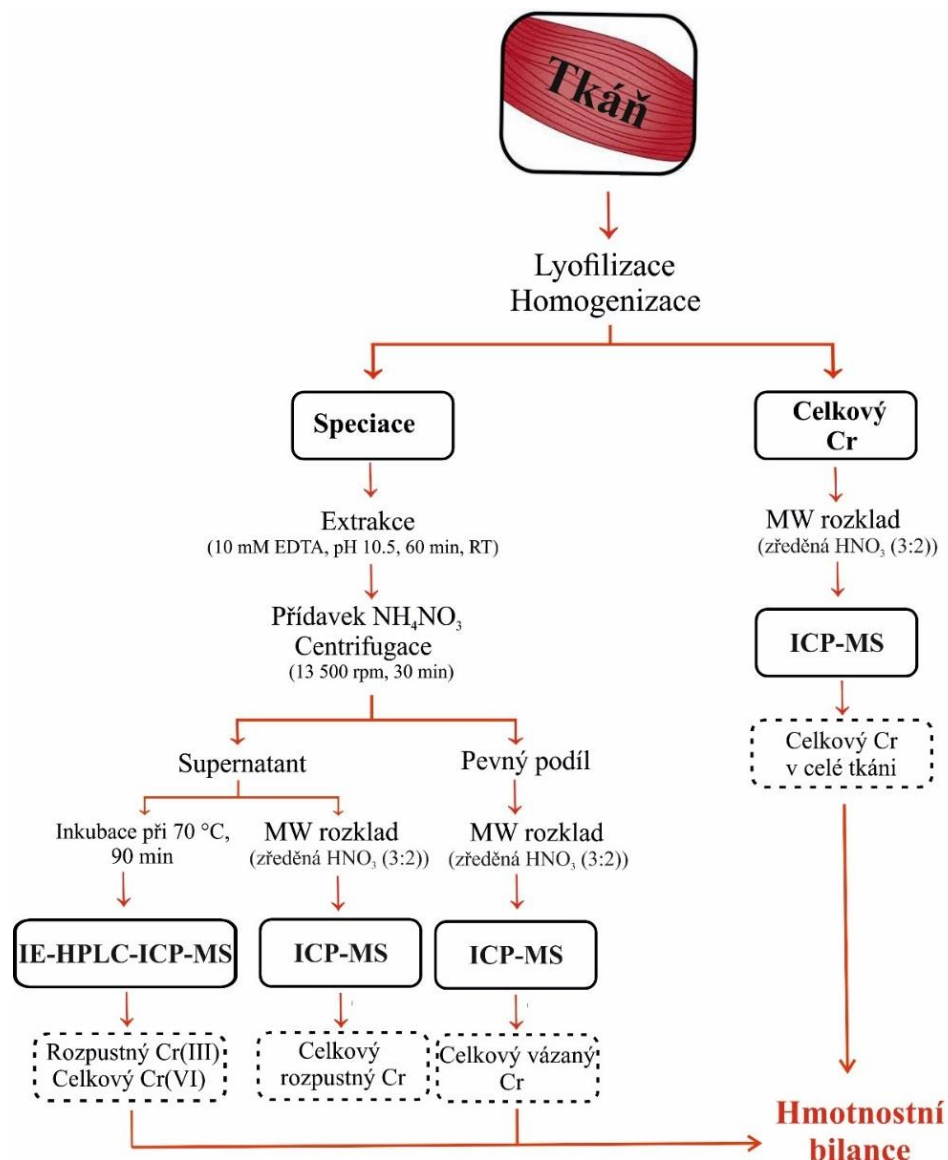 Tkáň
Lyofilizace
Homogenizace
Speciace
Celkový
Cr
Extrakce
(10 mM EDTA, pH 10.5, 60 min, RT)
MW rozklad
(zředěná HNO₃ (3:2))
Přídavek NH₄NO₃
Centrifugace
(13 500 rpm, 30 min)
ICP-MS
Celkový Cr
v celé tkáni
Supernatant
Pevný podíl
Inkubace při 70 °C,
90 min
MW rozklad
(zředěná HNO₃ (3:2))
MW rozklad
(zředěná HNO₃ (3:2))
IE-HPLC-ICP-MS
ICP-MS
ICP-MS
Rozpustný Cr(III)
Celkový Cr(VI)
Celkový
rozpustný Cr
Celkový vázaný
Cr
Hmotnostní
bilance